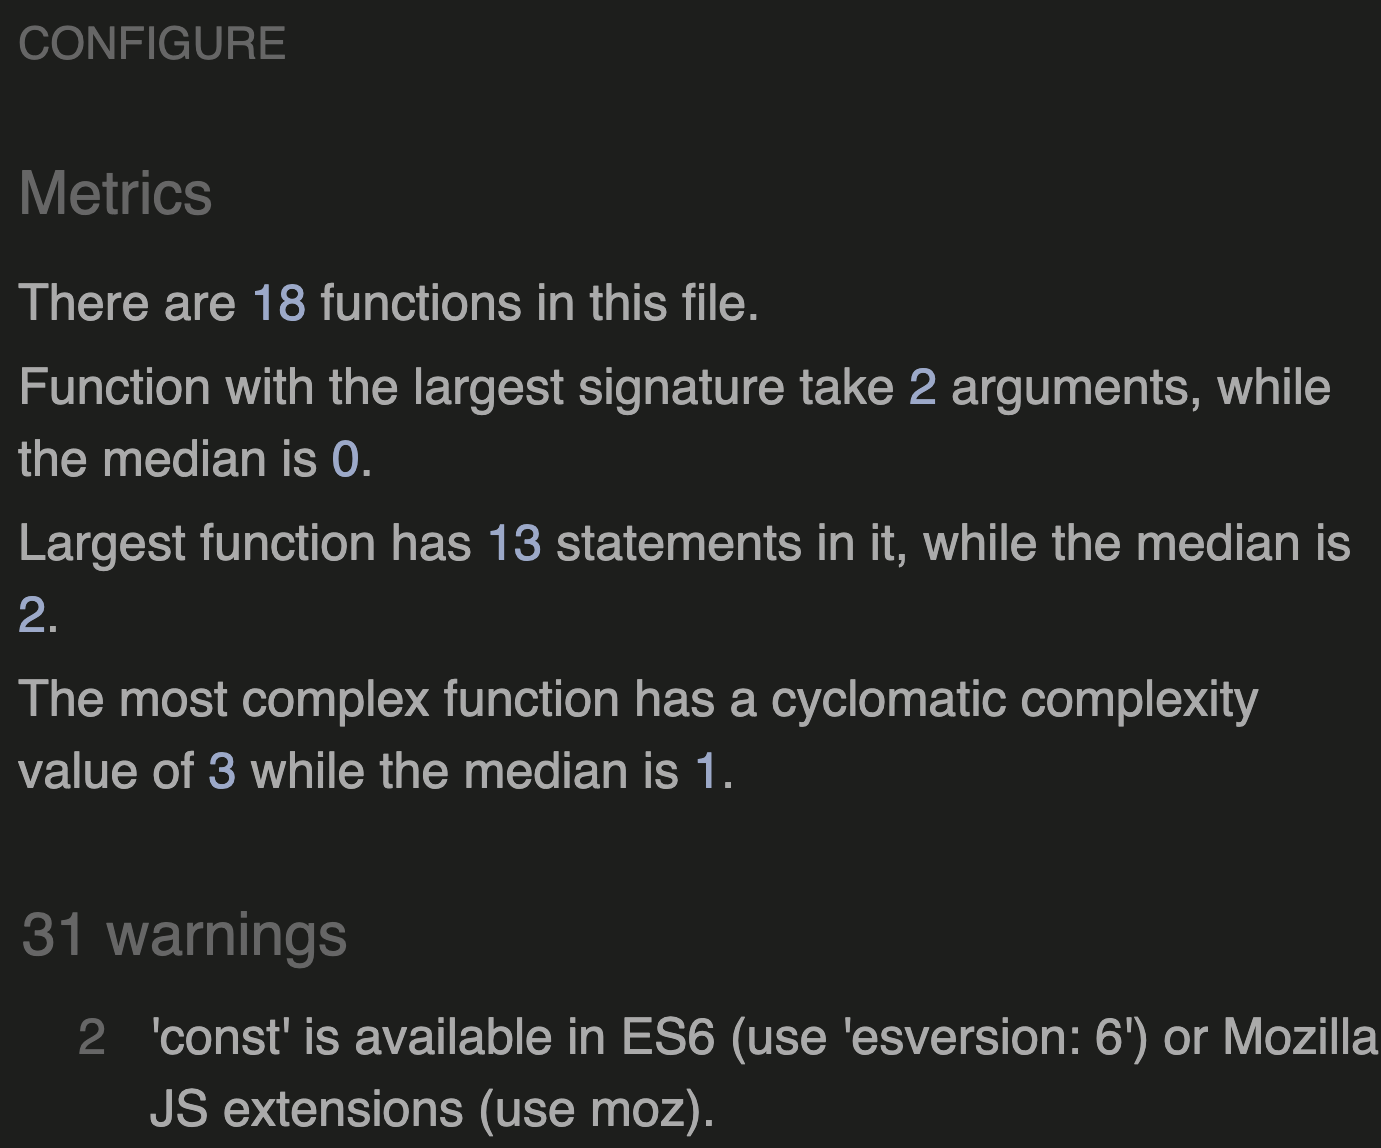 CONFIGURE
Metrics
There are 18 functions in this file.
Function with the largest signature take 2 arguments, while
the median is 0.
Largest function has 13 statements in it, while the median is
2.
The most complex function has a cyclomatic complexity
value of 3 while the median is 1.
31 warnings
2 'const' is available in ES6 (use 'esversion: 6') or Mozilla
JS extensions (use moz).